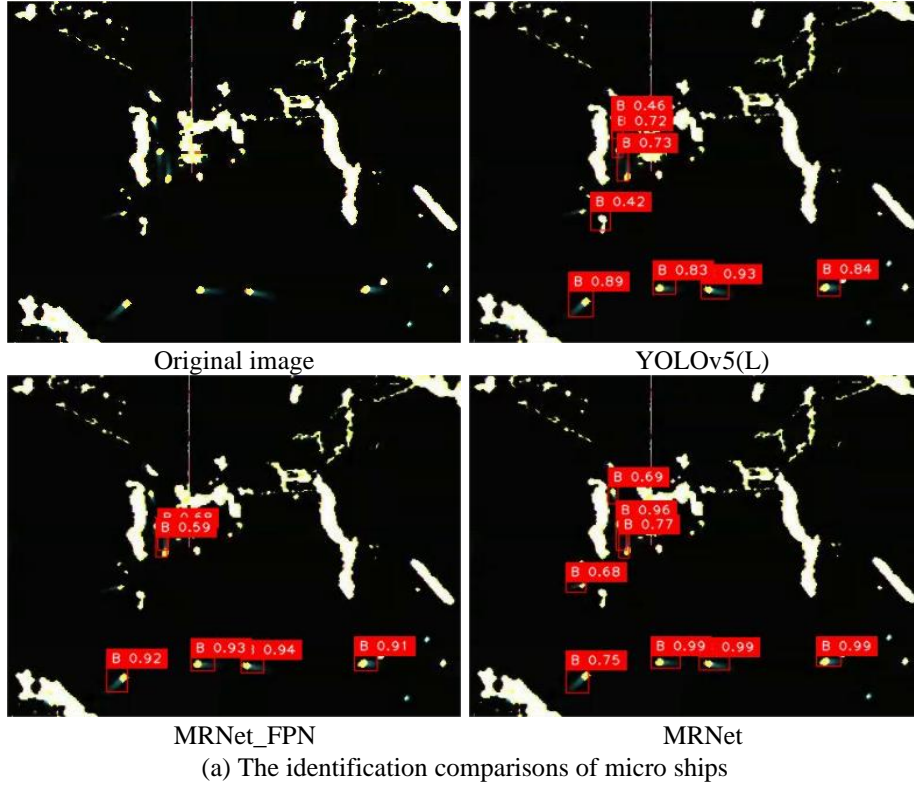 B 0.46
B 0.72
B 0.73
B 0.42
B 0.83
0.93
B 0.84
B 0.89
Original image
YOLOv5(L)
B 0.68
B 0.59
B 0.93
0.94
B 0.91
B 0.92
B 0.69
B 0.96
B 0.77
B 0.68
B 0.99
0.99
B 0.99
B 0.75
MRNet_FPN
MRNet
(a) The identification comparisons of micro ships